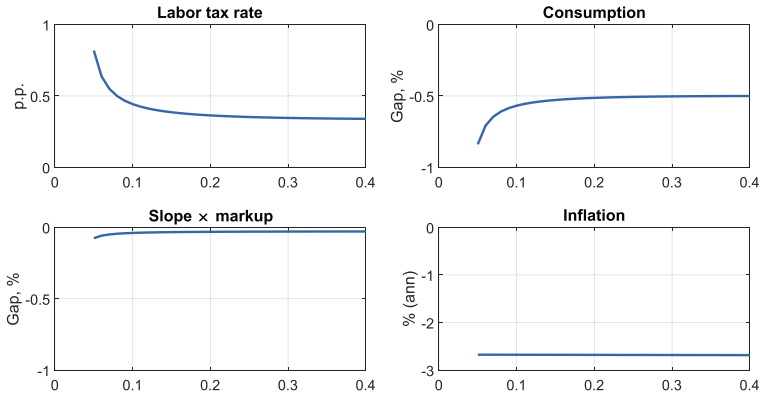 Labor tax rate
p.p.
1
0.5
0
0 0.1 0.2 0.3 0.4
Consumption
Gap, %
0
-0.5
-1
0 0.1 0.2 0.3 0.4
Slope × markup
Gap, %
0
-0.5
-1
0 0.1 0.2 0.3 0.4
Inflation
% (ann)
0
-1
-2
-3
0 0.1 0.2 0.3 0.4